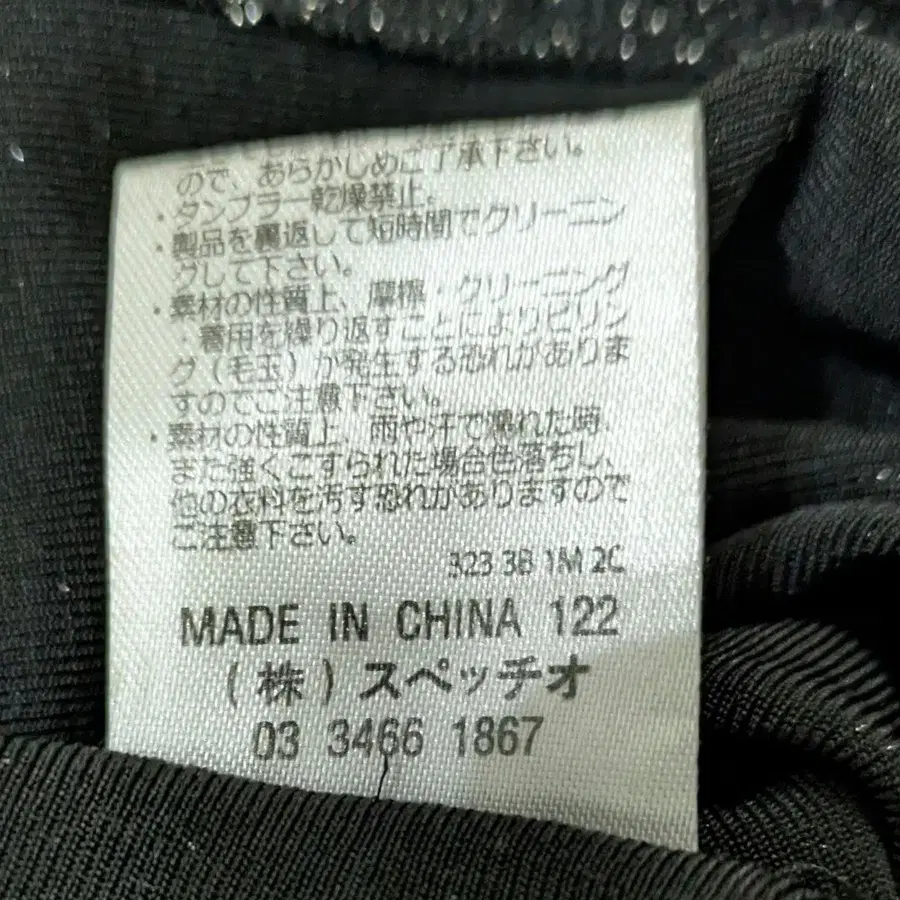 ので、あらかじめご了承下さい。
・タンブラー乾燥禁止。
・製品を裏返して短時間でクリーニン
グして下さい。
・素材の性質上、摩擦・クリーニング
・着用を繰り返すことによりピリン
グ（毛玉）が発生する恐れがありま
すのでご注意下さい。
・素材の性質上、雨や汗で濡れた時、
また強くこすられた場合色落ちし、
他の衣料を汚す恐れがありますので
ご注意下さい。
323 3B 1M 2C
MADE IN CHINA 122
(株)スペッチオ
03 3466 1867